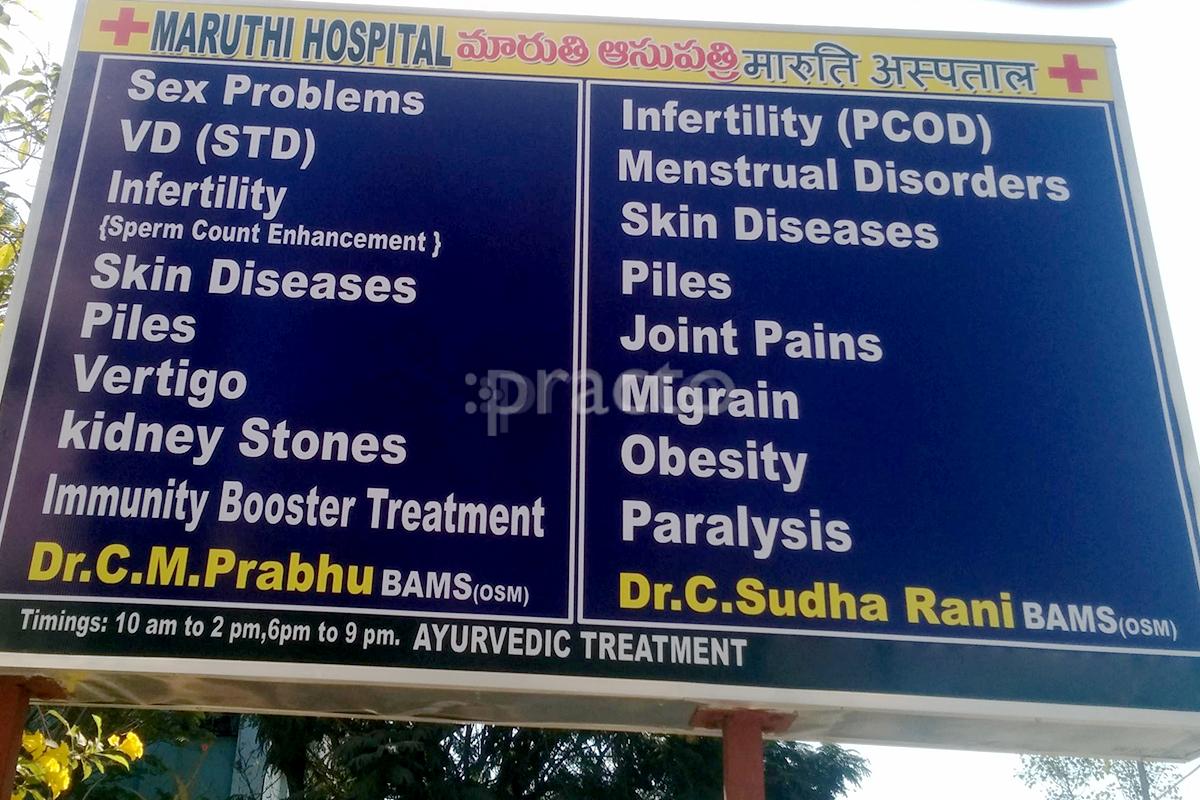 MARUTHI HOSPITAL మారుతి ఆసుపత్రి मारुति अस्पताल
Sex Problems
VD (STD)
Infertility
{Sperm Count Enhancement }
Skin Diseases
Piles
Vertigo
kidney Stones
Immunity Booster Treatment
Dr.C.M.Prabhu BAMS(OSM)
Infertility (PCOD)
Menstrual Disorders
Skin Diseases
Piles
Joint Pains
Migrain
Obesity
Paralysis
Dr.C.Sudha Rani BAMS(OSM)
Timings: 10 am to 2 pm,6pm to 9 pm. AYURVEDIC TREATMENT
practo